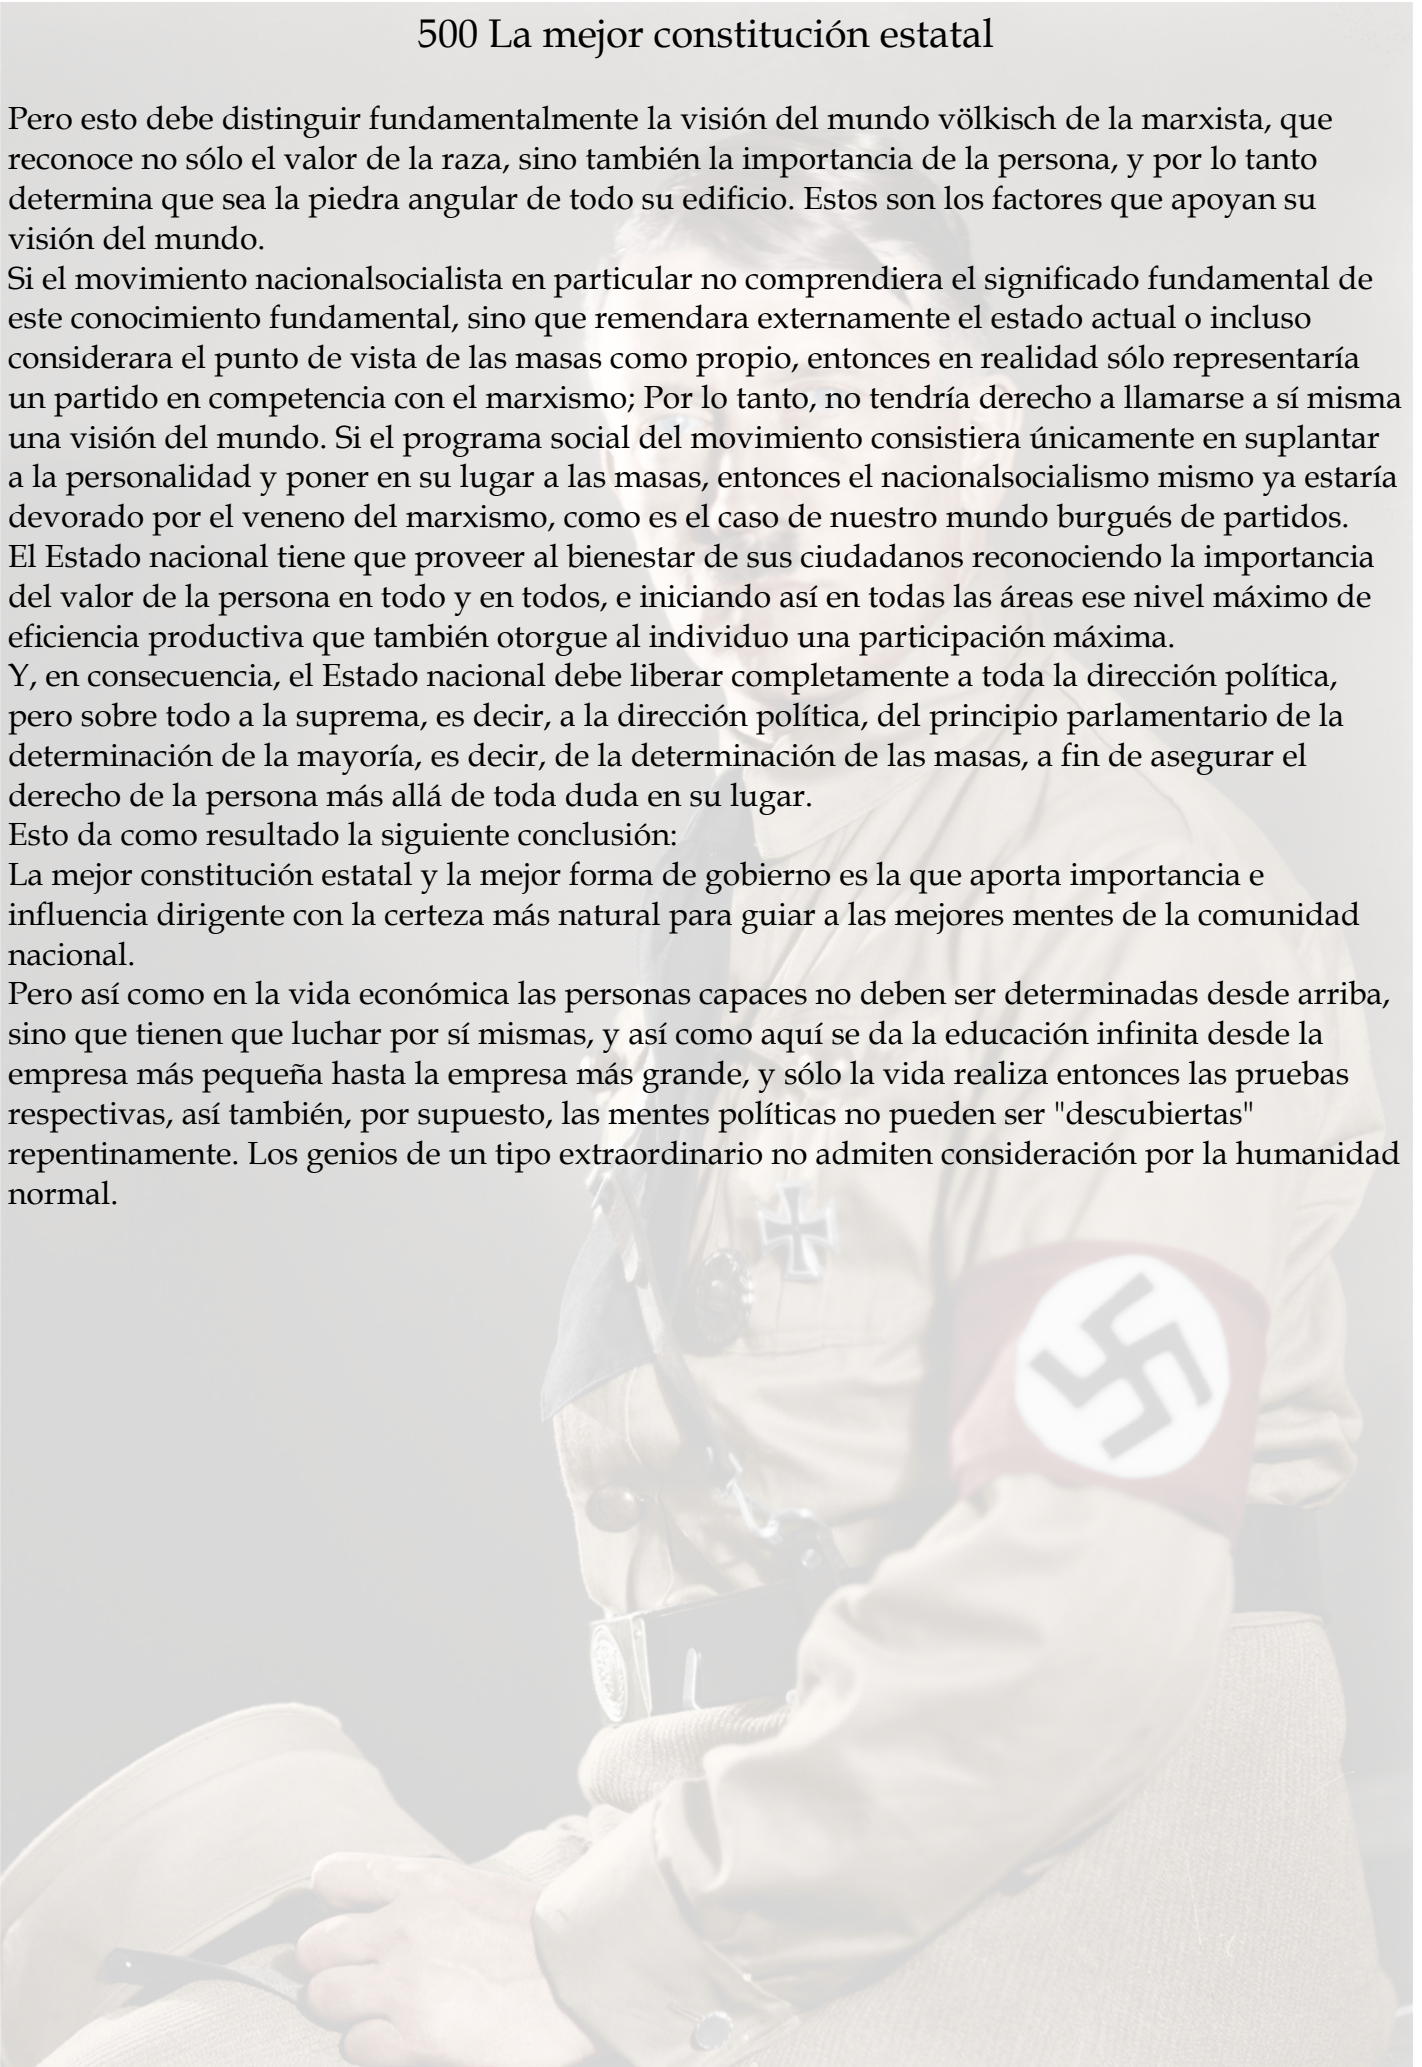 500 La mejor constitución estatal
Pero esto debe distinguir fundamentalmente la visión del mundo völkisch de la marxista, que
reconoce no sólo el valor de la raza, sino también la importancia de la persona, y por lo tanto
determina que sea la piedra angular de todo su edificio. Estos son los factores que apoyan su
visión del mundo.
Si el movimiento nacionalsocialista en particular no comprendiera el significado fundamental de
este conocimiento fundamental, sino que remendara externamente el estado actual o incluso
considerara el punto de vista de las masas como propio, entonces en realidad sólo representaría
un partido en competencia con el marxismo; Por lo tanto, no tendría derecho a llamarse a sí misma
una visión del mundo. Si el programa social del movimiento consistiera únicamente en suplantar
a la personalidad y poner en su lugar a las masas, entonces el nacionalsocialismo mismo ya estaría
devorado por el veneno del marxismo, como es el caso de nuestro mundo burgués de partidos.
El Estado nacional tiene que proveer al bienestar de sus ciudadanos reconociendo la importancia
del valor de la persona en todo y en todos, e iniciando así en todas las áreas ese nivel máximo de
eficiencia productiva que también otorgue al individuo una participación máxima.
Y, en consecuencia, el Estado nacional debe liberar completamente a toda la dirección política,
pero sobre todo a la suprema, es decir, a la dirección política, del principio parlamentario de la
determinación de la mayoría, es decir, de la determinación de las masas, a fin de asegurar el
derecho de la persona más allá de toda duda en su lugar.
Esto da como resultado la siguiente conclusión:
La mejor constitución estatal y la mejor forma de gobierno es la que aporta importancia e
influencia dirigente con la certeza más natural para guiar a las mejores mentes de la comunidad
nacional.
Pero así como en la vida económica las personas capaces no deben ser determinadas desde arriba,
sino que tienen que luchar por sí mismas, y así como aquí se da la educación infinita desde la
empresa más pequeña hasta la empresa más grande, y sólo la vida realiza entonces las pruebas
respectivas, así también, por supuesto, las mentes políticas no pueden ser "descubiertas"
repentinamente. Los genios de un tipo extraordinario no admiten consideración por la humanidad
normal.